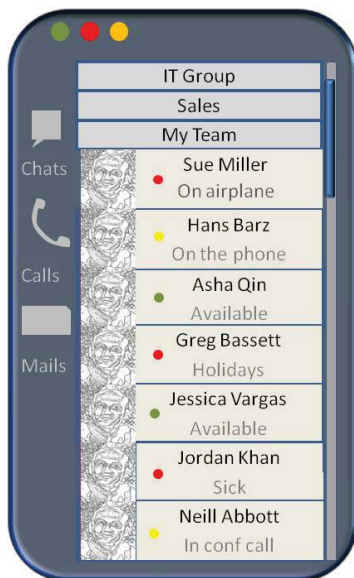 IT Group
Sales
My Team
Chats
Calls
Mails
Sue Miller
On airplane
Hans Barz
On the phone
Asha Qin
Available
Greg Bassett
Holidays
Jessica Vargas
Available
Jordan Khan
Sick
Neill Abbott
In conf call